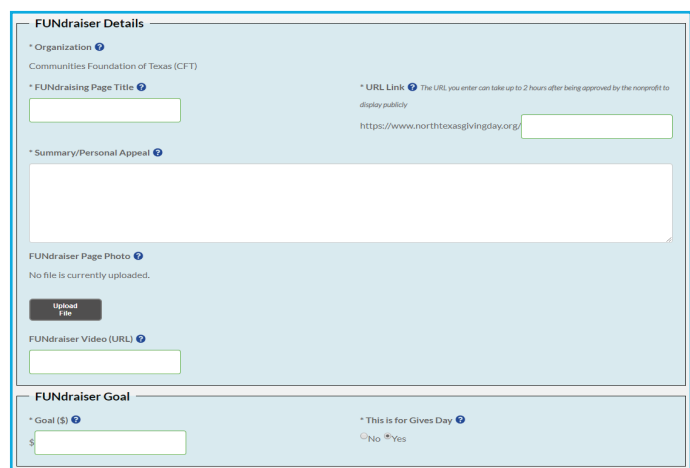 FUNdraiser Details
* Organization ?
Communities Foundation of Texas (CFT)
* FUNdraising Page Title ?
* URL Link ? The URL you enter can take up to 2 hours after being approved by the nonprofit to
display publicly
https://www.northtexasgivingday.org/
* Summary/Personal Appeal ?
FUNdraiser Page Photo ?
No file is currently uploaded.
Upload
File
FUNdraiser Video (URL) ?
FUNdraiser Goal
* Goal ($) ?
$
* This is for Gives Day ?
No Yes